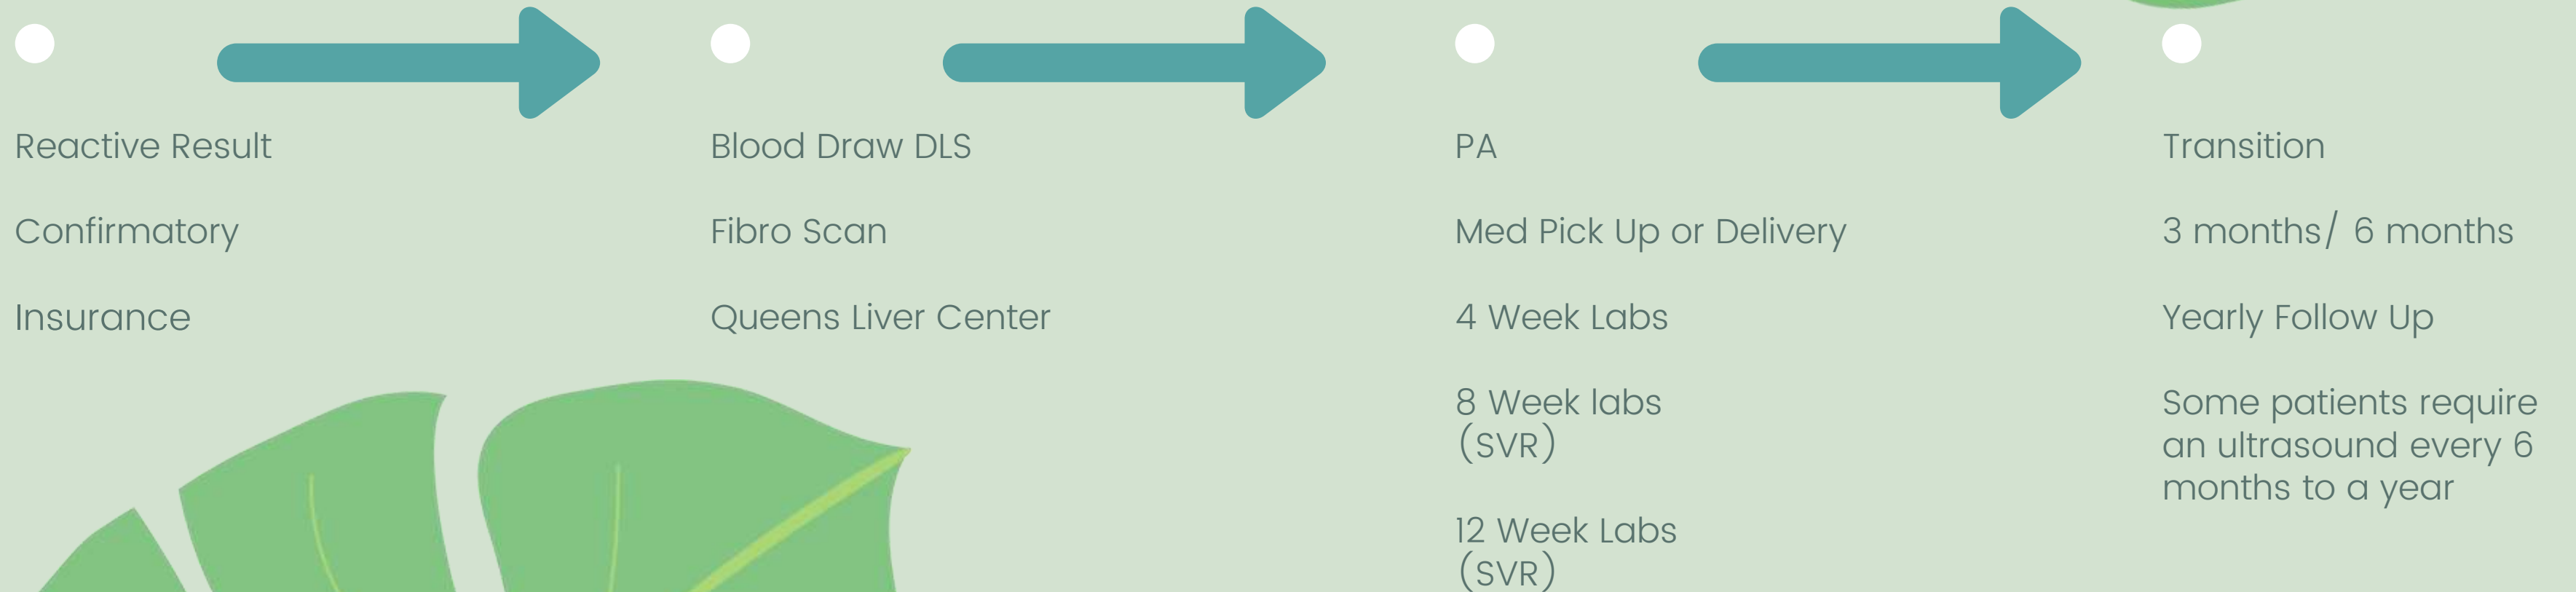 Reactive Result
Confirmatory
Insurance
Blood Draw DLS
Fibro Scan
Queens Liver Center
PA
Med Pick Up or Delivery
4 Week Labs
8 Week labs
(SVR)
12 Week Labs
(SVR)
Transition
3 months/ 6 months
Yearly Follow Up
Some patients require
an ultrasound every 6
months to a year